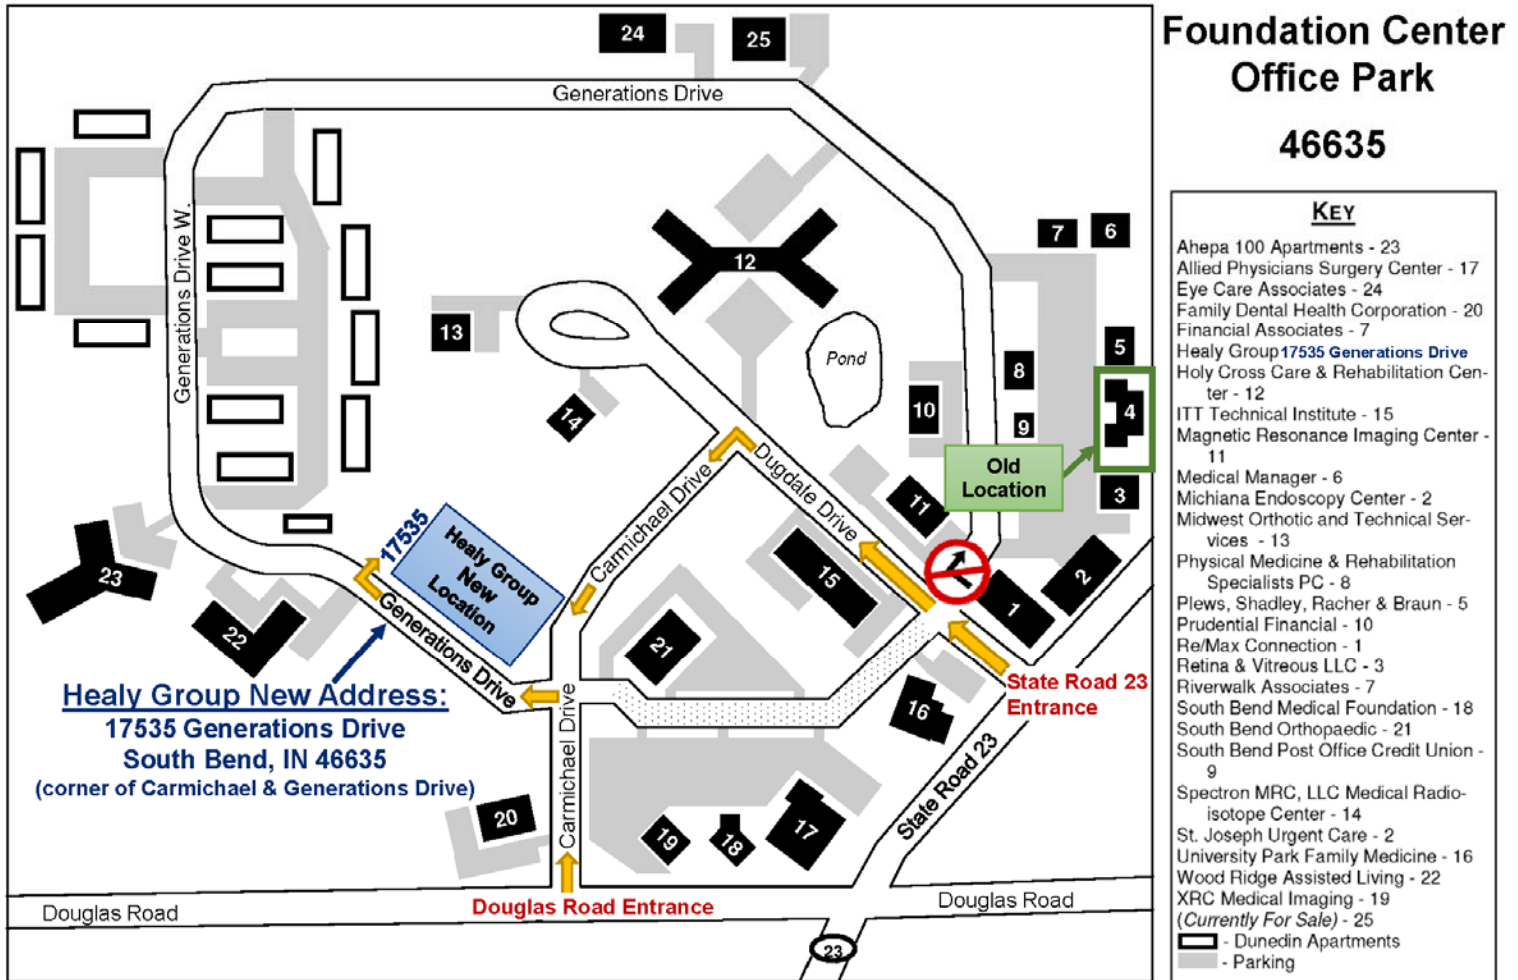 Foundation Center
Office Park
46635
KEY
Ahepa 100 Apartments - 23
Allied Physicians Surgery Center - 17
Eye Care Associates - 24
Family Dental Health Corporation - 20
Financial Associates - 7
Healy Group 17535 Generations Drive
Holy Cross Care & Rehabilitation Cen-
ter - 12
ITT Technical Institute - 15
Magnetic Resonance Imaging Center -
11
Medical Manager - 6
Michiana Endoscopy Center - 2
Midwest Orthotic and Technical Ser-
vices - 13
Physical Medicine & Rehabilitation
Specialists PC - 8
Plews, Shadley, Racher & Braun - 5
Prudential Financial - 10
Re/Max Connection - 1
Retina & Vitreous LLC - 3
Riverwalk Associates - 7
South Bend Medical Foundation - 18
South Bend Orthopaedic - 21
South Bend Post Office Credit Union -
9
Spectron MRC, LLC Medical Radio-
isotope Center - 14
St. Joseph Urgent Care - 2
University Park Family Medicine - 16
Wood Ridge Assisted Living - 22
XRC Medical Imaging - 19
(Currently For Sale) - 25
- Dunedin Apartments
- Parking
24
25
Generations Drive
Generations Drive W.
7
6
12
13
Pond
5
8
4
10
14
9
Old
Location
Dugdale Drive
Carmichael Drive
3
11
17535
Healy Group
New
Location
15
2
23
1
Generations Drive
22
21
Healy Group New Address:
17535 Generations Drive
South Bend, IN 46635
(corner of Carmichael & Generations Drive)
State Road 23
Entrance
16
Carmichael Drive
State Road 23
20
19
18
17
Douglas Road
Douglas Road Entrance
Douglas Road
23